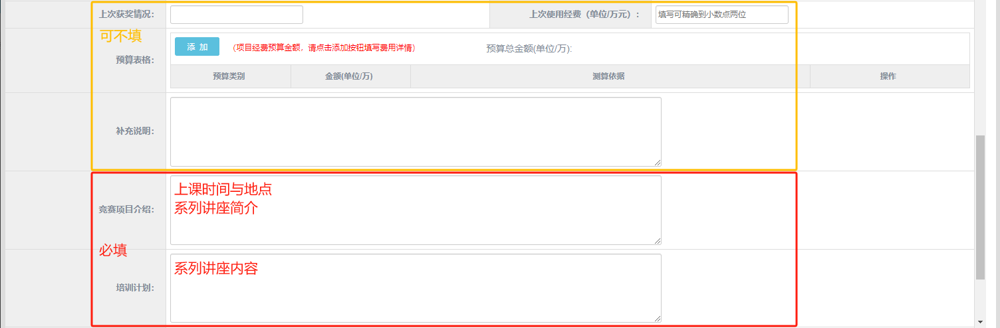 上次获奖情况：
上次使用经费（单位/万元）：
填写可精确到小数点两位
可不填
预算表格：
添 加
（项目经费预算金额，请点击添加按钮填写费用详情）
预算总金额(单位/万):
预算类别
金额(单位/万)
测算依据
操作
补充说明：
竞赛项目介绍：
上课时间与地点
系列讲座简介
必填
培训计划：
系列讲座内容